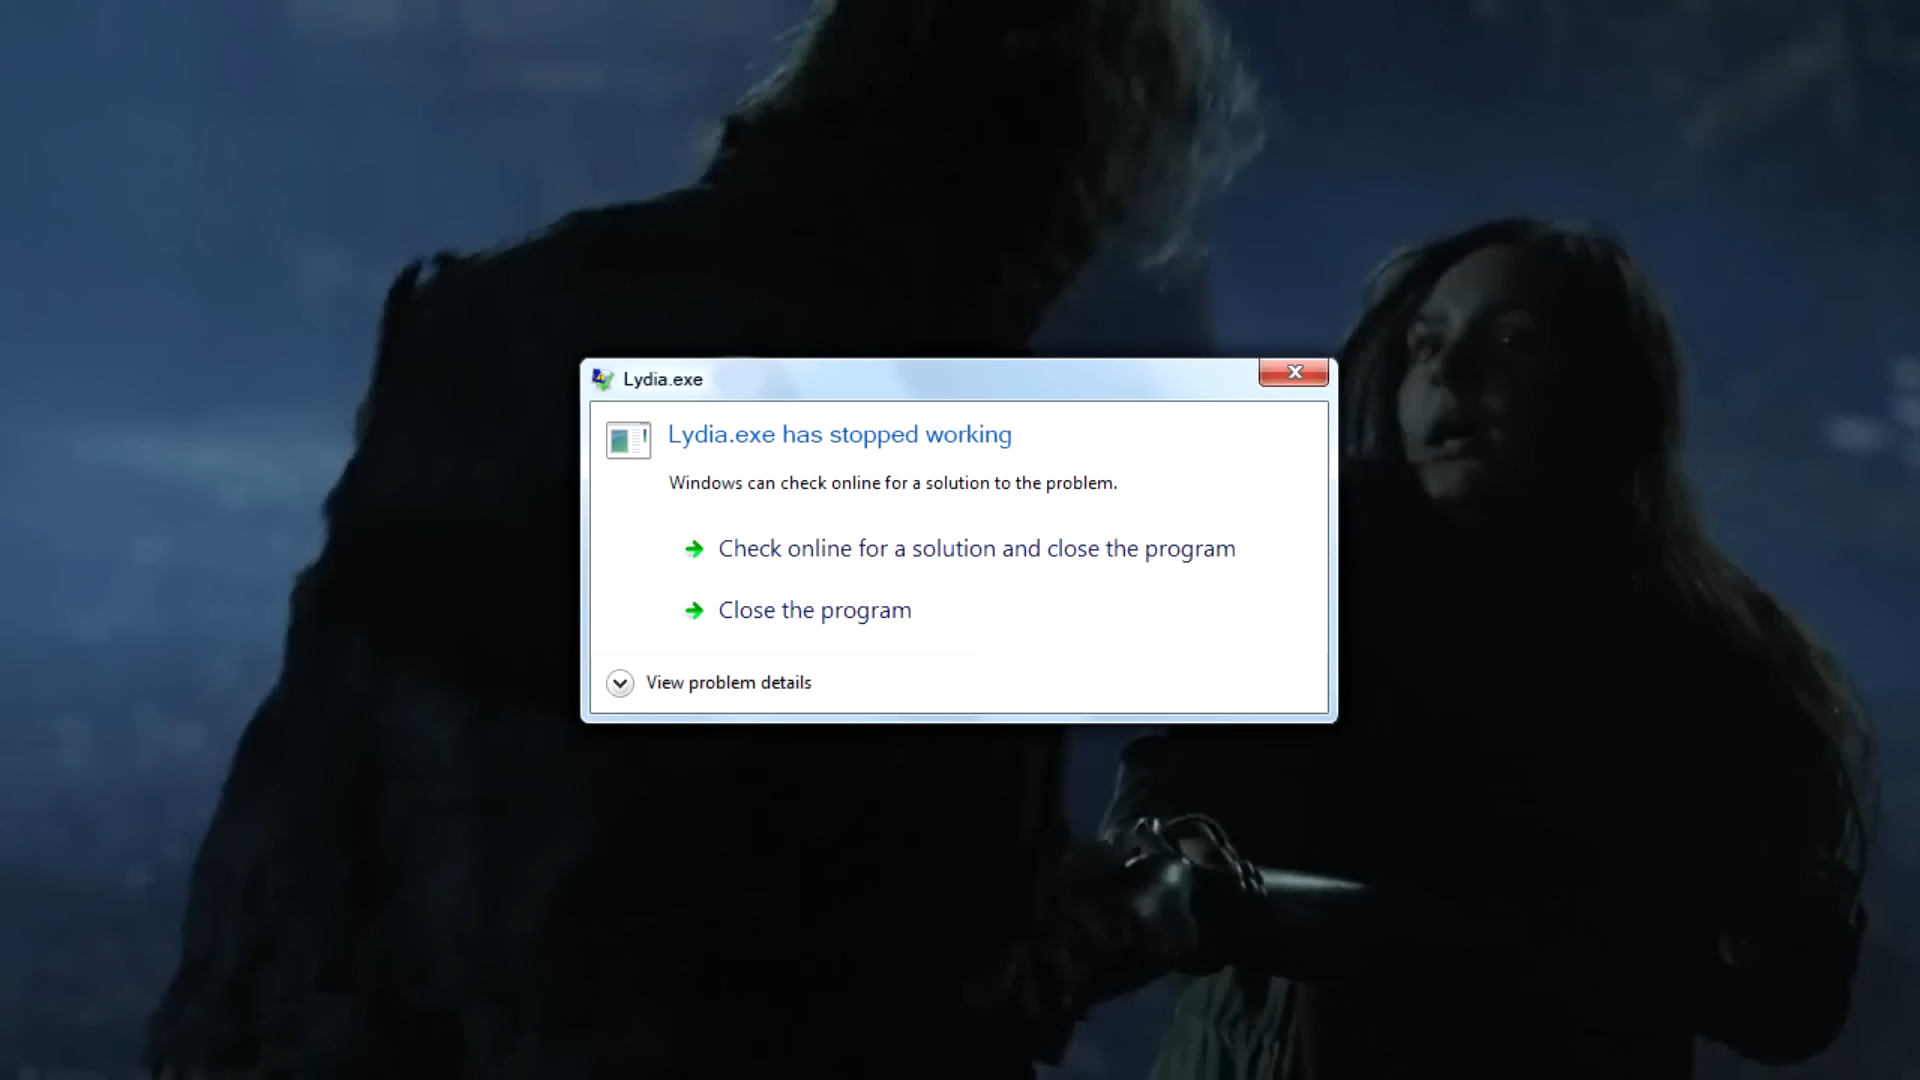 Lydia.exe
Lydia.exe has stopped working
Windows can check online for a solution to the problem.
Check online for a solution and close the program
Close the program
View problem details